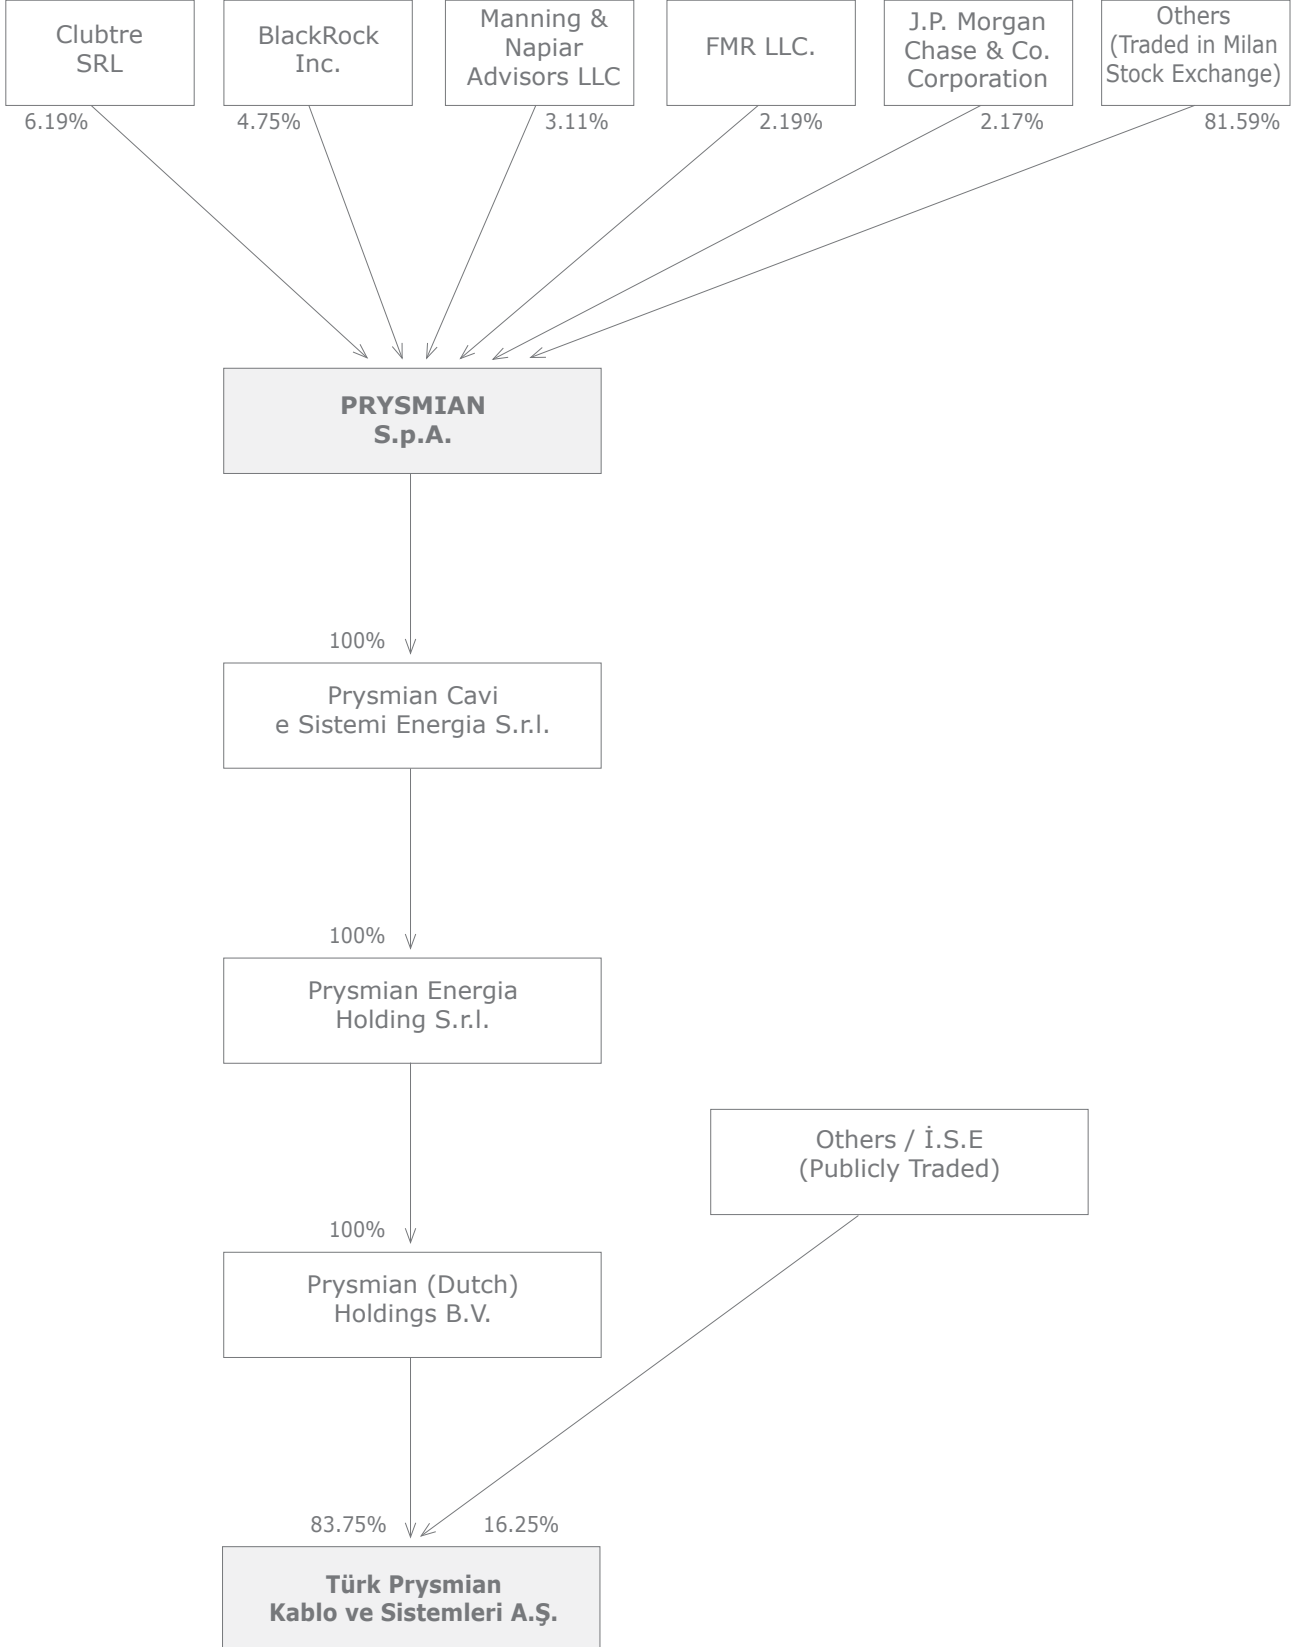 Clubtre
SRL
BlackRock
Inc.
Manning &
Napiar
Advisors LLC
FMR LLC.
J.P. Morgan
Chase & Co.
Corporation
Others
(Traded in Milan
Stock Exchange)
6.19%
4.75%
3.11%
2.19%
2.17%
81.59%
PRYSMIAN
S.p.A.
100%
Prysmian Cavi
e Sistemi Energia S.r.l.
100%
Prysmian Energia
Holding S.r.l.
Others / İ.S.E
(Publicly Traded)
100%
Prysmian (Dutch)
Holdings B.V.
83.75%
16.25%
Türk Prysmian
Kablo ve Sistemleri A.Ş.